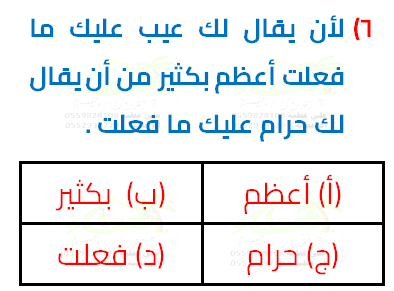 ٦) لأن يقال لك عيب عليك ما
فعلت أعظم بكثير من أن يقال
لك حرام عليك ما فعلت .
(أ) أعظم (ب) بكثير
(ج) حرام (د) فعلت